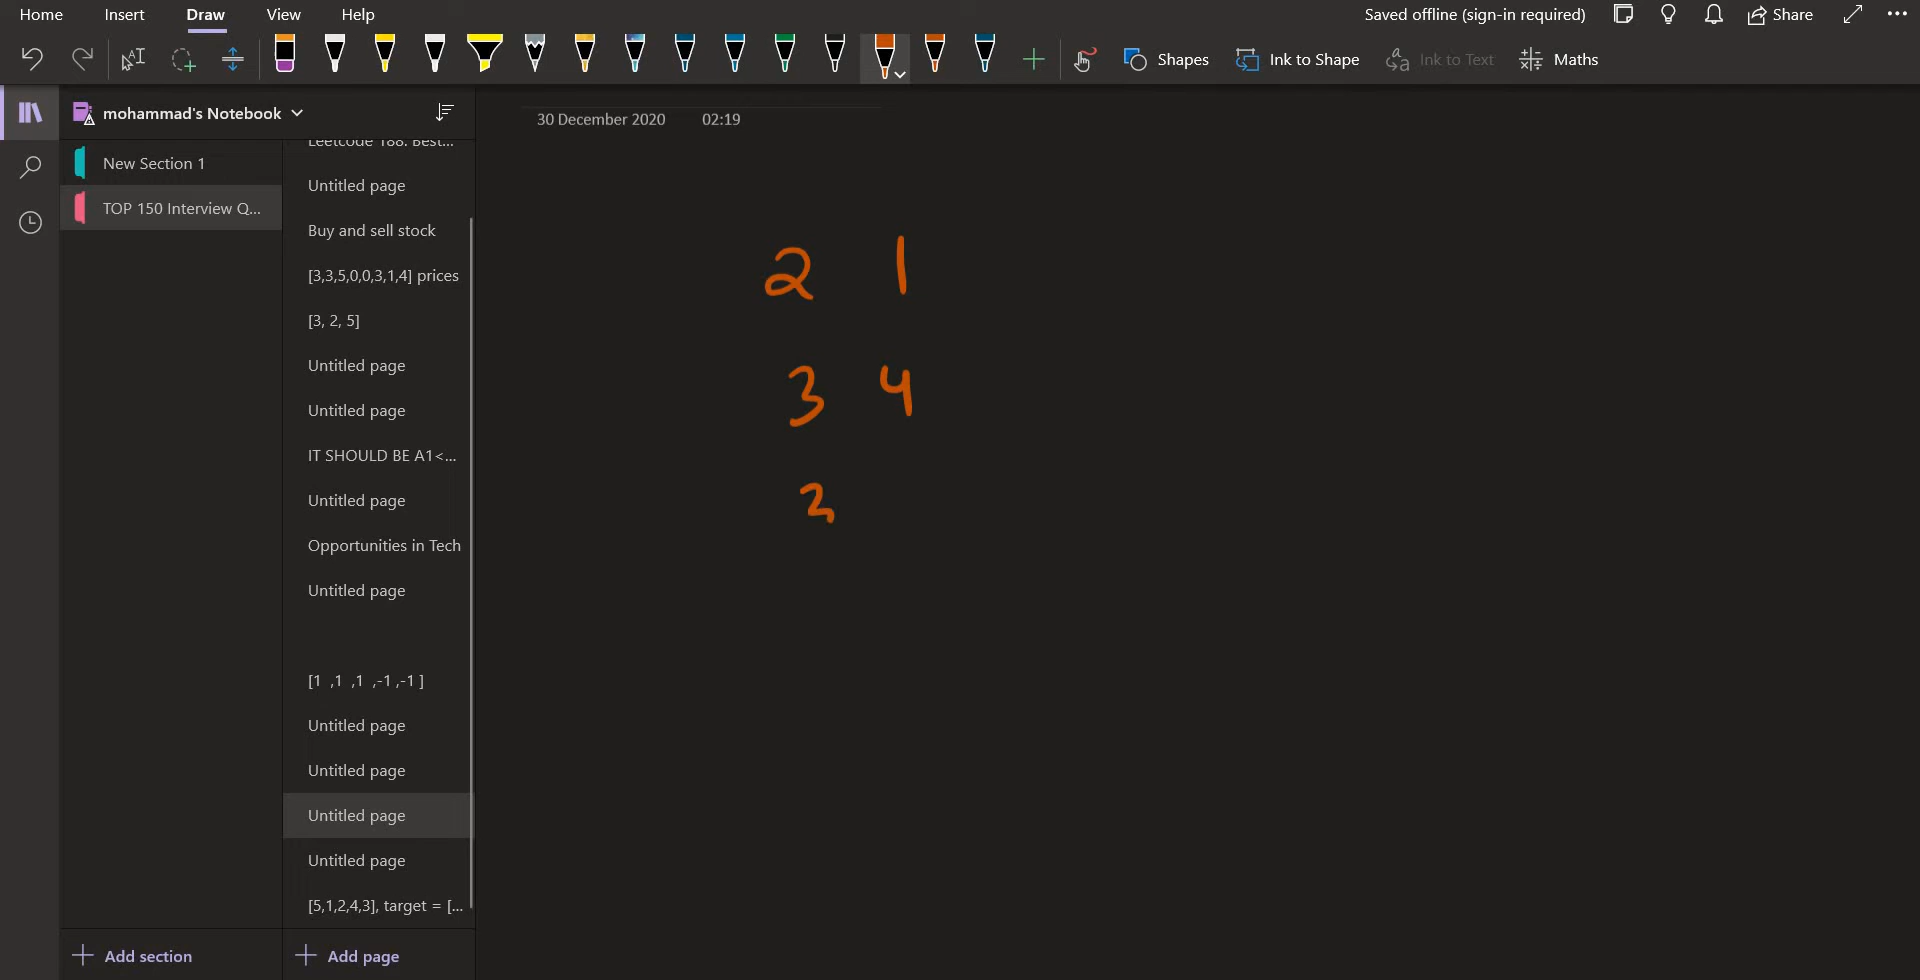 Home Insert Draw View Help Saved offline (sign-in required) Share
Shapes Ink to Shape Ink to Text Maths
mohammad's Notebook
New Section 1
TOP 150 Interview Q...
Leetcode 188. Best...
Untitled page
Buy and sell stock
[3,3,5,0,0,3,1,4] prices
[3, 2, 5]
Untitled page
Untitled page
IT SHOULD BE A1<...
Untitled page
Opportunities in Tech
Untitled page
[1 ,1 ,1 ,-1 ,-1 ]
Untitled page
Untitled page
Untitled page
Untitled page
[5,1,2,4,3], target = [...
Add section
Add page
30 December 2020 02:19
2 1
3 4